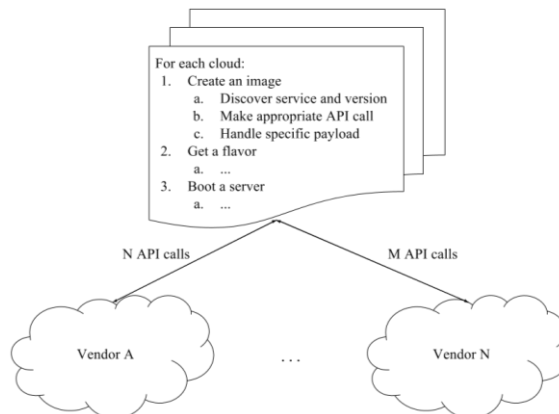 For each cloud:
1. Create an image
a. Discover service and version
b. Make appropriate API call
c. Handle specific payload
2. Get a flavor
a. ...
3. Boot a server
a. ...
N API calls
M API calls
Vendor A
. . .
Vendor N